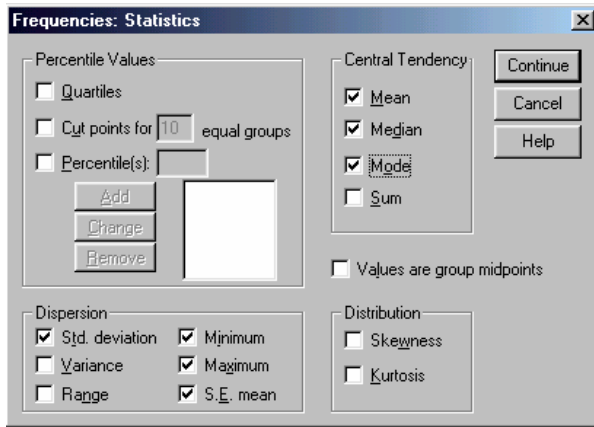 Frequencies: Statistics
Percentile Values
Quartiles
Cut points for 10 equal groups
Percentile(s):
Add
Change
Remove
Central Tendency
Mean
Median
Mode
Sum
Continue
Cancel
Help
Values are group midpoints
Dispersion
Std. deviation Minimum
Variance Maximum
Range S.E. mean
Distribution
Skewness
Kurtosis